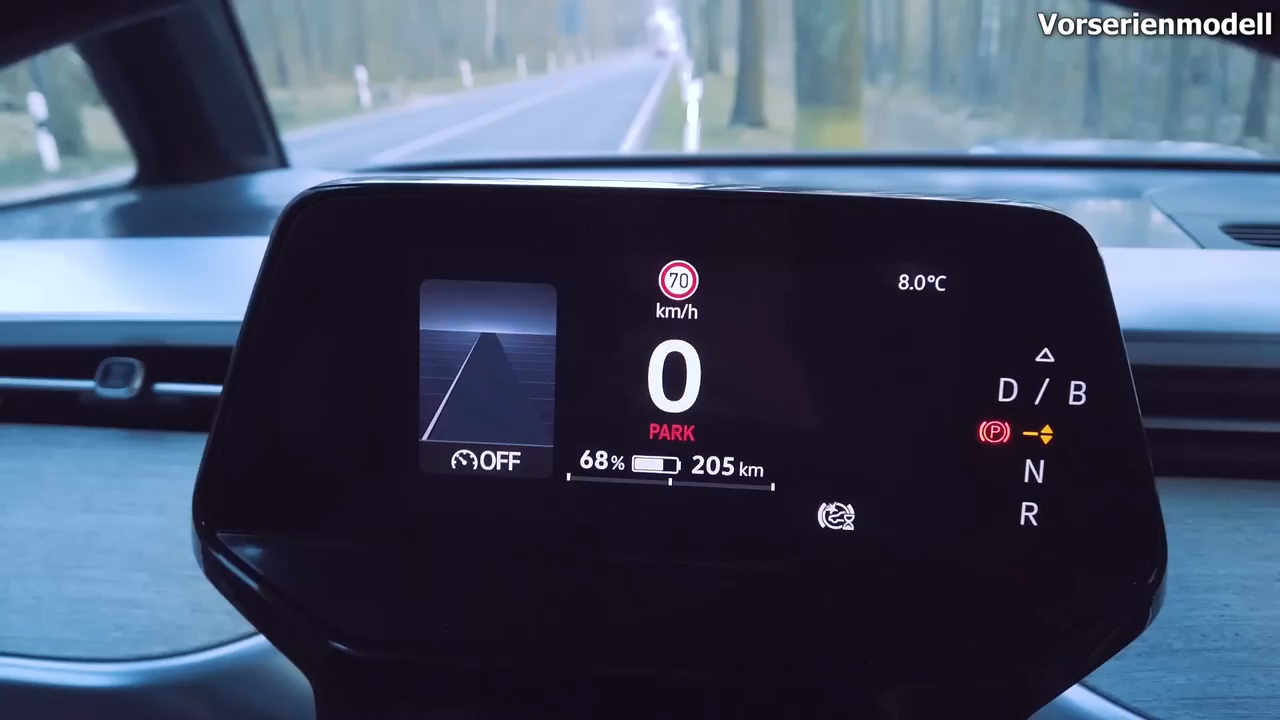 Vorserienmodell
70
km/h
8.0°C
0
PARK
D / B
P
N
R
OFF
68% 205 km